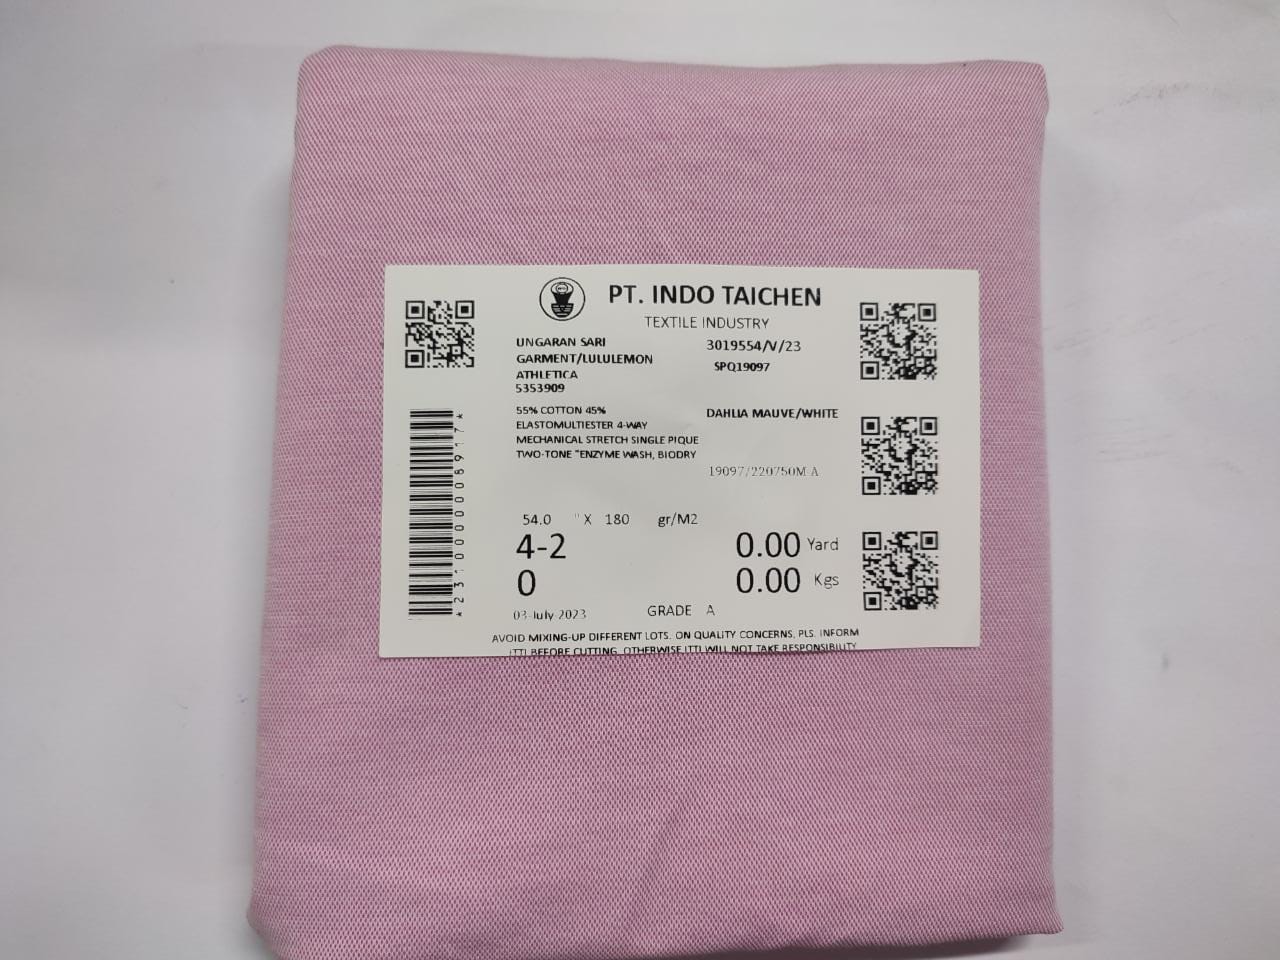 PT. INDO TAICHEN
TEXTILE INDUSTRY
UNGARAN SARI
GARMENT/LULULEMON
ATHLETICA
5353909
3019554/V/23
SPQ19097
55% COTTON 45%
ELASTOMULTIESTER 4-WAY
MECHANICAL STRETCH SINGLE PIQUE
TWO-TONE "ENZYME WASH, BIODRY
DAHLIA MAUVE/WHITE
19097/220750M-A
54.0 " X 180 gr/M2
4-2
0.00 Yard
0
0.00 Kgs
03-July 2023
GRADE A
AVOID MIXING-UP DIFFERENT LOTS. ON QUALITY CONCERNS, PLS. INFORM
ITTI BEFORE CUTTING, OTHERWISE ITTI WILL NOT TAKE RESPONSIBILITY